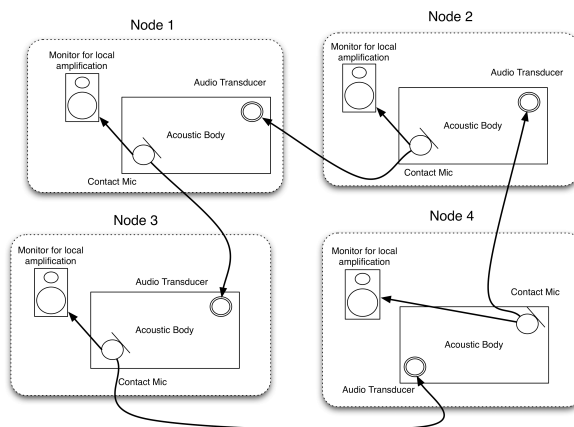 Node 1
Monitor for local
amplification
Audio Transducer
Acoustic Body
Contact Mic
Node 2
Monitor for local
amplification
Audio Transducer
Acoustic Body
Contact Mic
Node 3
Monitor for local
amplification
Audio Transducer
Acoustic Body
Contact Mic
Node 4
Monitor for local
amplification
Contact Mic
Acoustic Body
Audio Transducer